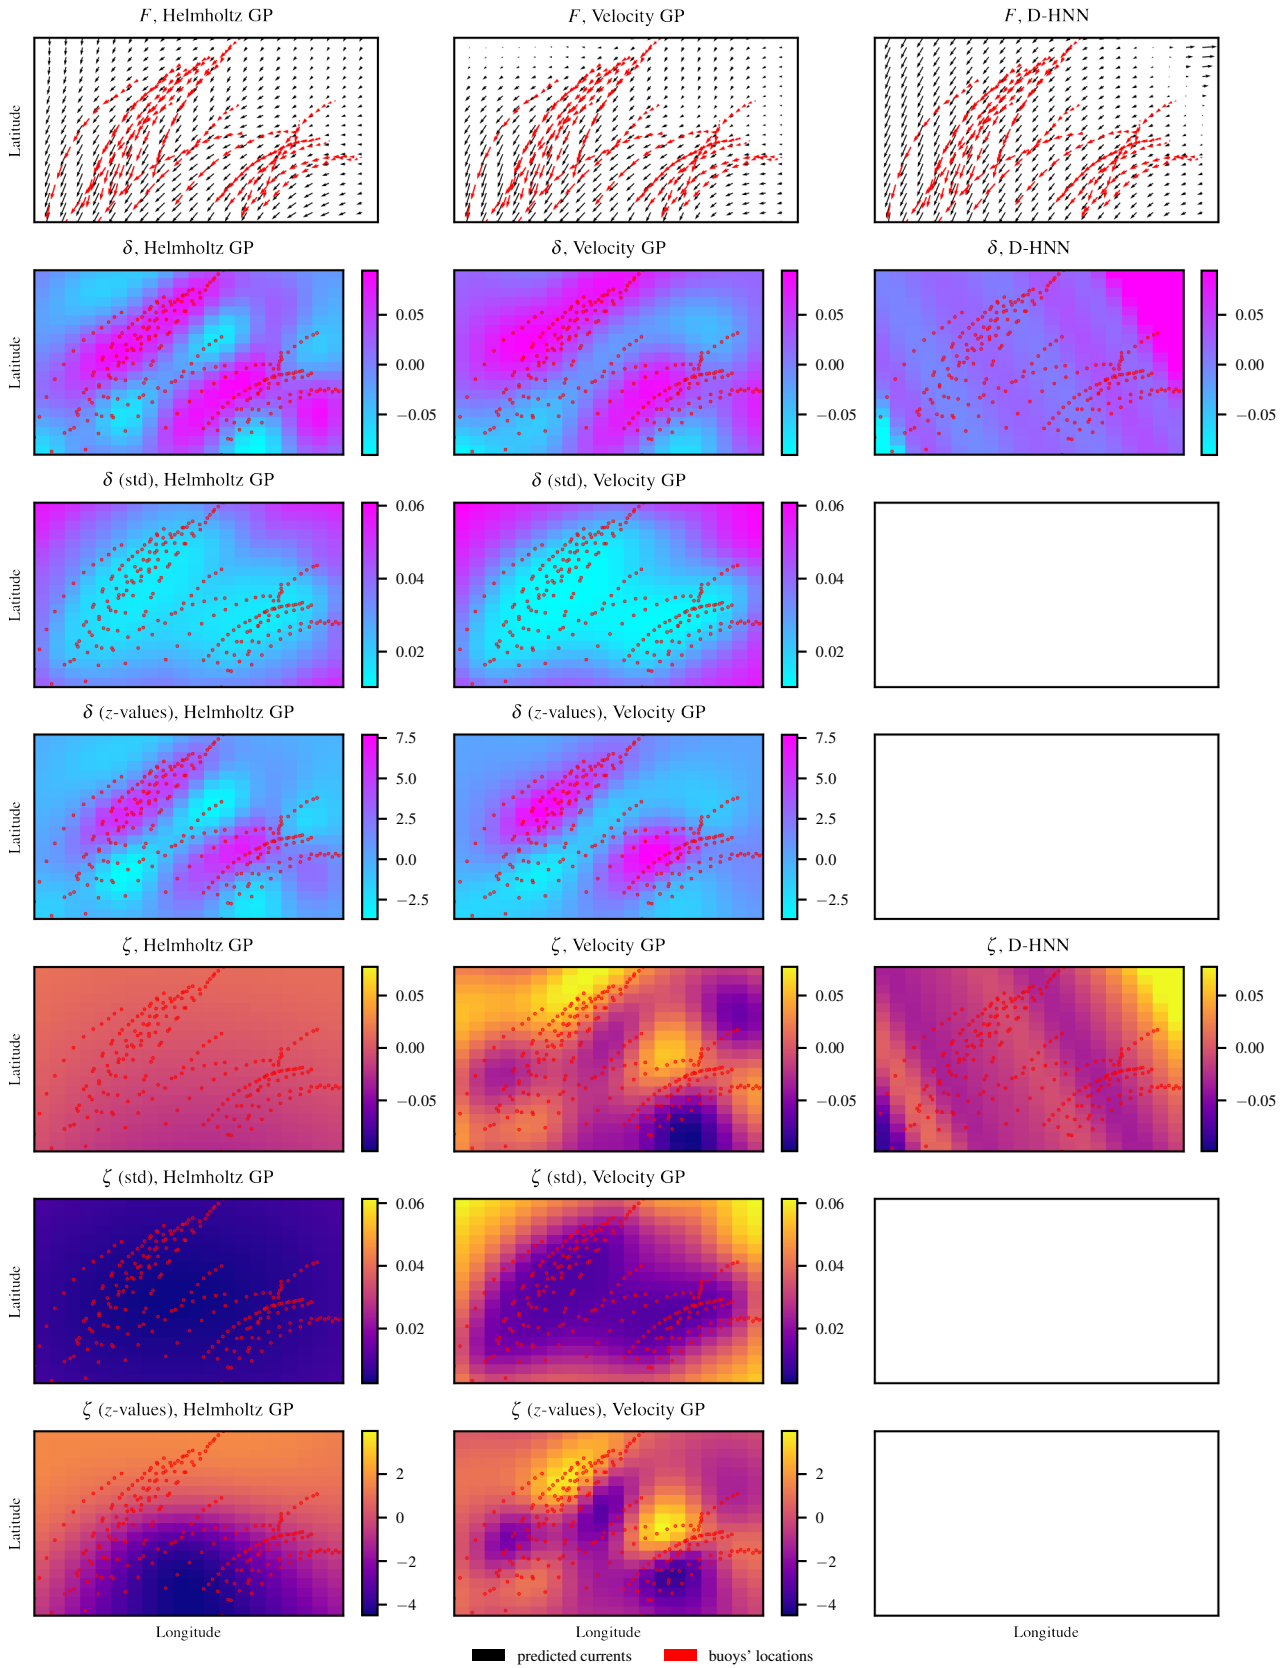 F, Helmholtz GP
F, Velocity GP
F, D-HNN
Latitude
δ, Helmholtz GP
δ, Velocity GP
δ, D-HNN
Latitude
0.05
0.00
−0.05
0.05
0.00
−0.05
0.05
0.00
−0.05
δ (std), Helmholtz GP
δ (std), Velocity GP
Latitude
0.06
0.04
0.02
0.06
0.04
0.02
δ (z-values), Helmholtz GP
δ (z-values), Velocity GP
Latitude
7.5
5.0
2.5
0.0
−2.5
7.5
5.0
2.5
0.0
−2.5
ζ, Helmholtz GP
ζ, Velocity GP
ζ, D-HNN
Latitude
0.05
0.00
−0.05
0.05
0.00
−0.05
0.05
0.00
−0.05
ζ (std), Helmholtz GP
ζ (std), Velocity GP
Latitude
0.06
0.04
0.02
0.06
0.04
0.02
ζ (z-values), Helmholtz GP
ζ (z-values), Velocity GP
Latitude
2
0
−2
−4
2
0
−2
−4
Longitude
Longitude
Longitude
predicted currents
buoys’ locations